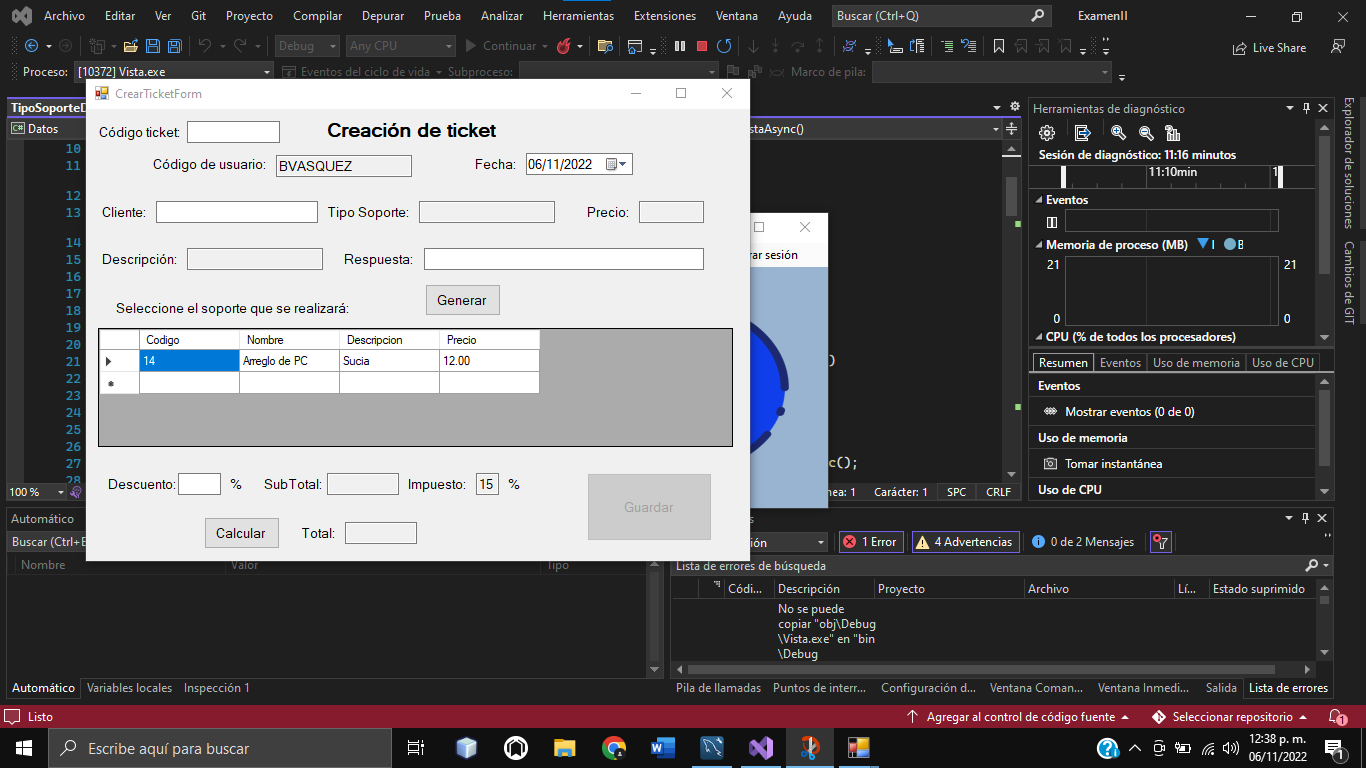 Archivo Editar Ver Git Proyecto Compilar Depurar Prueba Analizar Herramientas Extensiones Ventana Ayuda Buscar (Ctrl+Q) ExamenII
Debug Any CPU Continuar Live Share
Proceso: [10372] Vista.exe Eventos del ciclo de vida Subproceso: Marco de pila:
TipoSoporteD
C# Datos
staAsync()
10
11
12
13
14
15
16
17
18
19
20
21
22
23
24
25
26
27
28
)
c();
100 %
nea: 1 Carácter: 1 SPC CRLF
CrearTicketForm
Código ticket:
Creación de ticket
Código de usuario: BVASQUEZ Fecha: 06/11/2022
Cliente: Tipo Soporte: Precio:
Descripción: Respuesta:
Seleccione el soporte que se realizará: Generar
Codigo Nombre Descripcion Precio
14 Arreglo de PC Sucia 12.00
Descuento: % SubTotal: Impuesto: 15 %
Guardar
Calcular Total:
rar sesión
Herramientas de diagnóstico
Sesión de diagnóstico: 11:16 minutos
11:10min 1
Eventos
Memoria de proceso (MB) I B
21 21
0 0
CPU (% de todos los procesadores)
Resumen Eventos Uso de memoria Uso de CPU
Eventos
Mostrar eventos (0 de 0)
Uso de memoria
Tomar instantánea
Uso de CPU
Explorador de soluciones
Cambios de GIT
Automático
Buscar (Ctrl+E
Nombre Valor Tipo
Automático Variables locales Inspección 1
s
ión 1 Error 4 Advertencias 0 de 2 Mensajes
Lista de errores de búsqueda
Códi... Descripción Proyecto Archivo Lí... Estado suprimido
No se puede
copiar "obj\Debug
\Vista.exe" en "bin
\Debug
Pila de llamadas Puntos de interr... Configuración d... Ventana Coman... Ventana Inmedi... Salida Lista de errores
Listo Agregar al control de código fuente Seleccionar repositorio 1
Escribe aquí para buscar
12:38 p. m.
06/11/2022
1